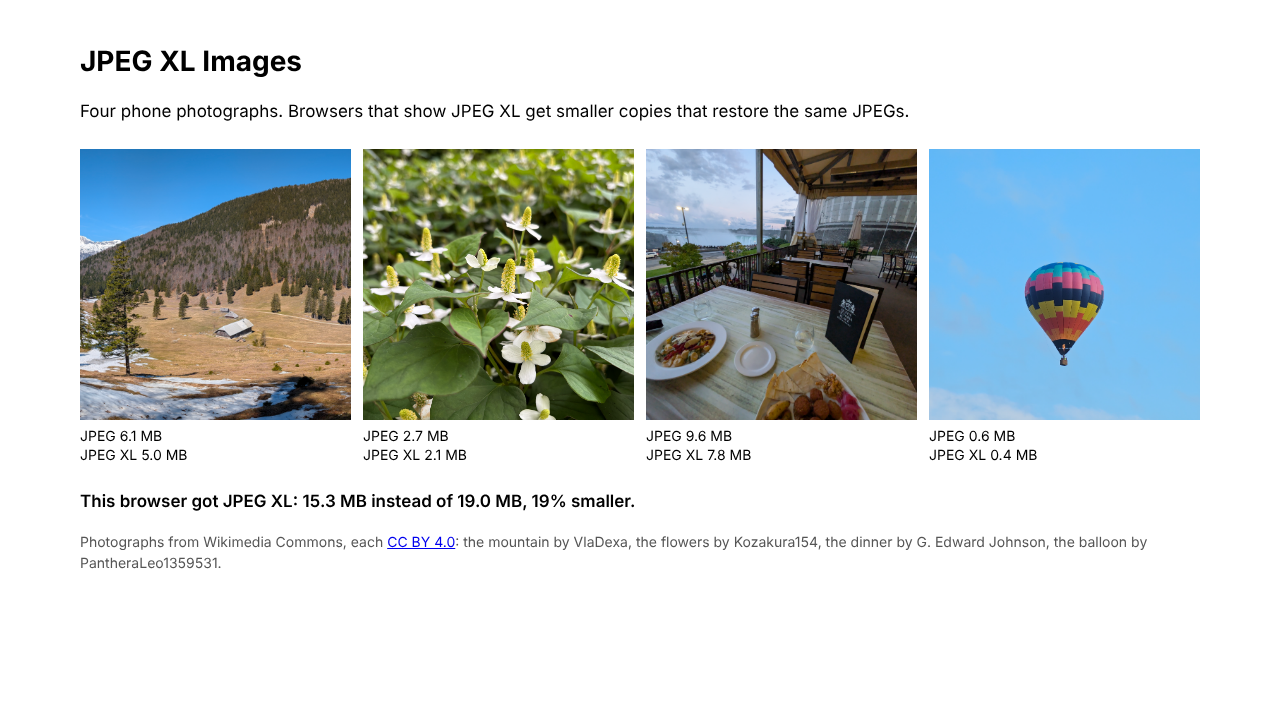 JPEG XL Images
Four phone photographs. Browsers that show JPEG XL get smaller copies that restore the same JPEGs.
JPEG 6.1 MB
JPEG XL 5.0 MB
JPEG 2.7 MB
JPEG XL 2.1 MB
JPEG 9.6 MB
JPEG XL 7.8 MB
JPEG 0.6 MB
JPEG XL 0.4 MB
This browser got JPEG XL: 15.3 MB instead of 19.0 MB, 19% smaller.
Photographs from Wikimedia Commons, each CC BY 4.0: the mountain by VlaDexa, the flowers by Kozakura154, the dinner by G. Edward Johnson, the balloon by
PantheraLeo1359531.